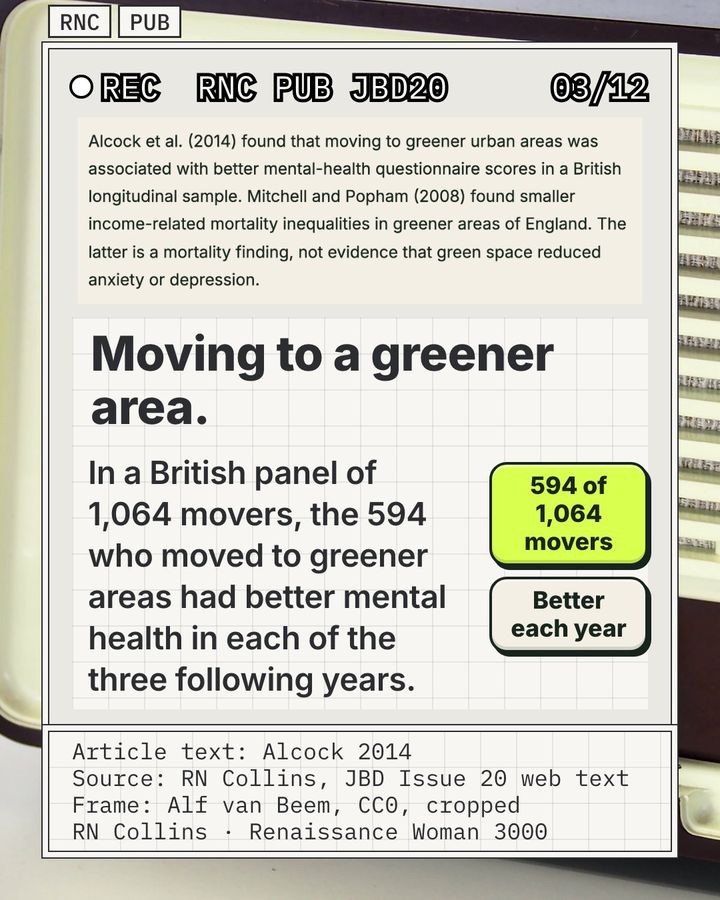 RNC PUB
REC RNC PUB JBD20 03/12
Alcock et al. (2014) found that moving to greener urban areas was
associated with better mental-health questionnaire scores in a British
longitudinal sample. Mitchell and Popham (2008) found smaller
income-related mortality inequalities in greener areas of England. The
latter is a mortality finding, not evidence that green space reduced
anxiety or depression.
Moving to a greener
area.
In a British panel of
1,064 movers, the 594
who moved to greener
areas had better mental
health in each of the
three following years.
594 of
1,064
movers
Better
each year
Article text: Alcock 2014
Source: RN Collins, JBD Issue 20 web text
Frame: Alf van Beem, CC0, cropped
RN Collins · Renaissance Woman 3000